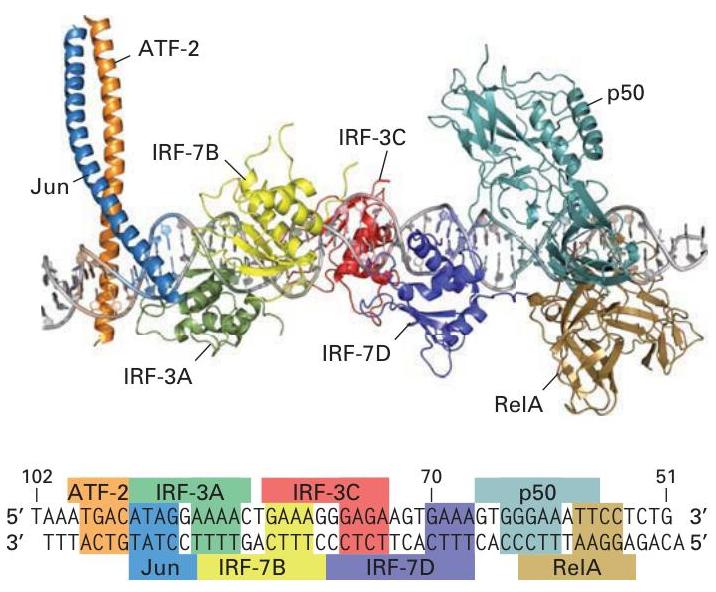 ATF-2
p50
IRF-3C
IRF-7B
Jun
IRF-7D
IRF-3A
RelA
102 70 51
ATF-2 IRF-3A IRF-3C p50
5′ TAAATGACATAGGAAAACTGAAAGGGAGAAGTGAAAGTGGGAAATTCCTCTG 3′
3′ TTTACTGTATCCTTTTGACTTTCCCTCTTCACTTTCACCCTTTAAGGAGACA 5′
Jun IRF-7B IRF-7D RelA